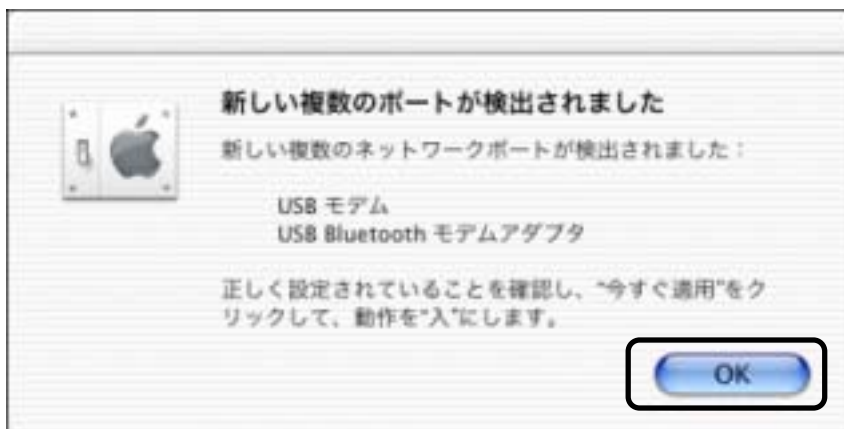 新しい複数のポートが検出されました
新しい複数のネットワークポートが検出されました：
USB モデム
USB Bluetooth モデムアダプタ
正しく設定されていることを確認し、“今すぐ適用”をク
リックして、動作を“入”にします。
OK